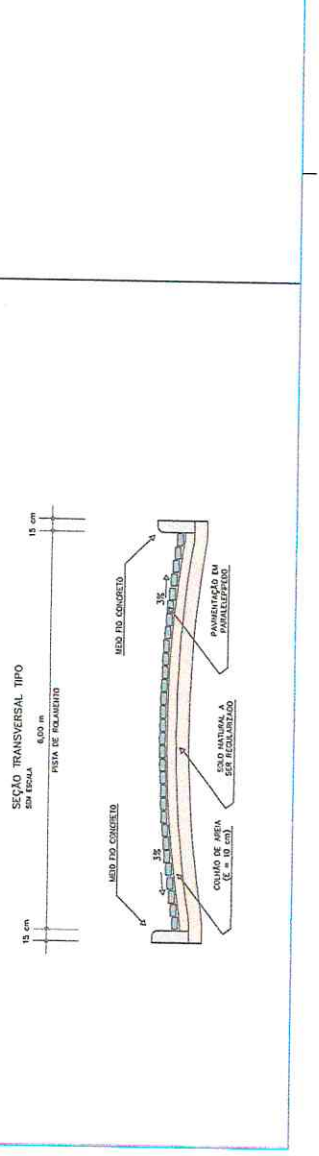 SEÇÃO TRANSVERSAL TIPO
SEM ESCALA
15 cm
6,00 m
15 cm
PISTA DE ROLAMENTO
MEIO FIO CONCRETO
MEIO FIO CONCRETO
3%
3%
COLHÃO DE AREIA
(E = 10 cm)
SOLO NATURAL A
SER REGULARIZADO
PAVIMENTAÇÃO EM
PARALELEPÍPEDO